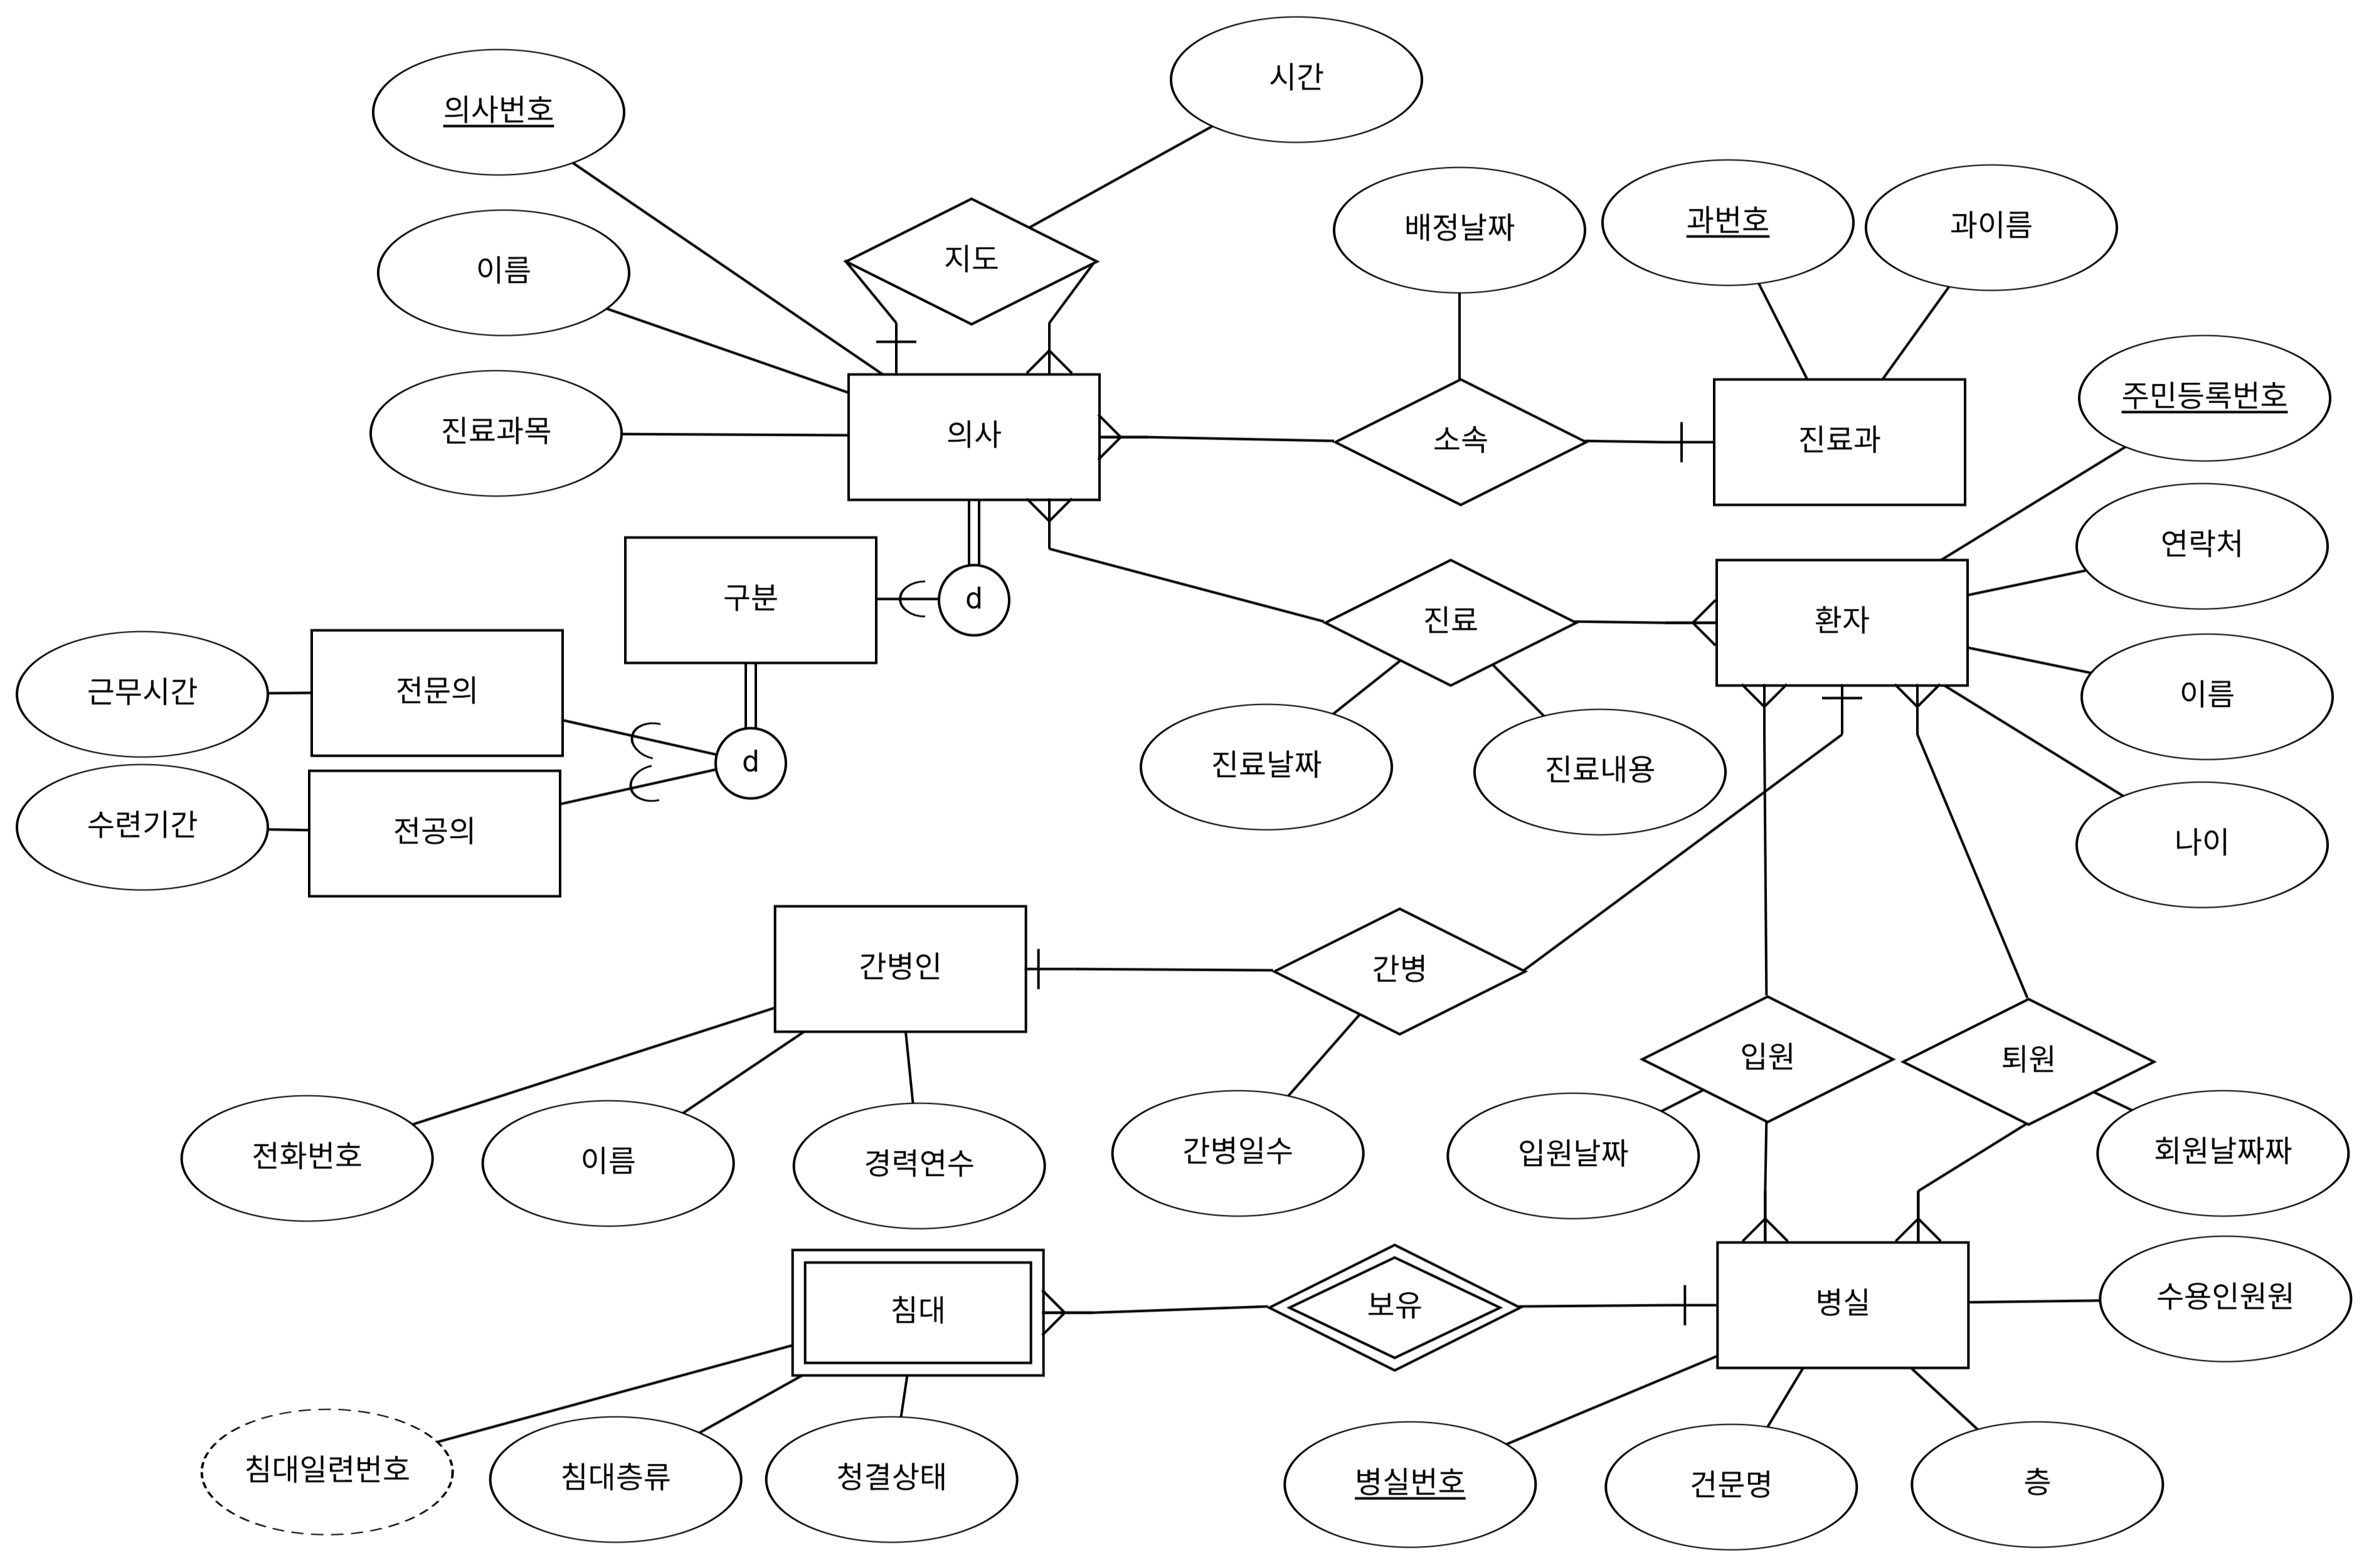 시간
의사번호
지도
이름
배정날짜
과번호
과이름
진료과목
의사
소속
진료과
주민등록번호
연락처
구분
d
진료
환자
근무시간
전문의
이름
d
진료날짜
진료내용
수련기간
전공의
나이
간병인
간병
입원
퇴원
전화번호
이름
경력연수
간병일수
입원날짜
회원날짜짜
침대
보유
병실
수용인원원
침대일련번호
침대층류
청결상태
병실번호
건문명
층